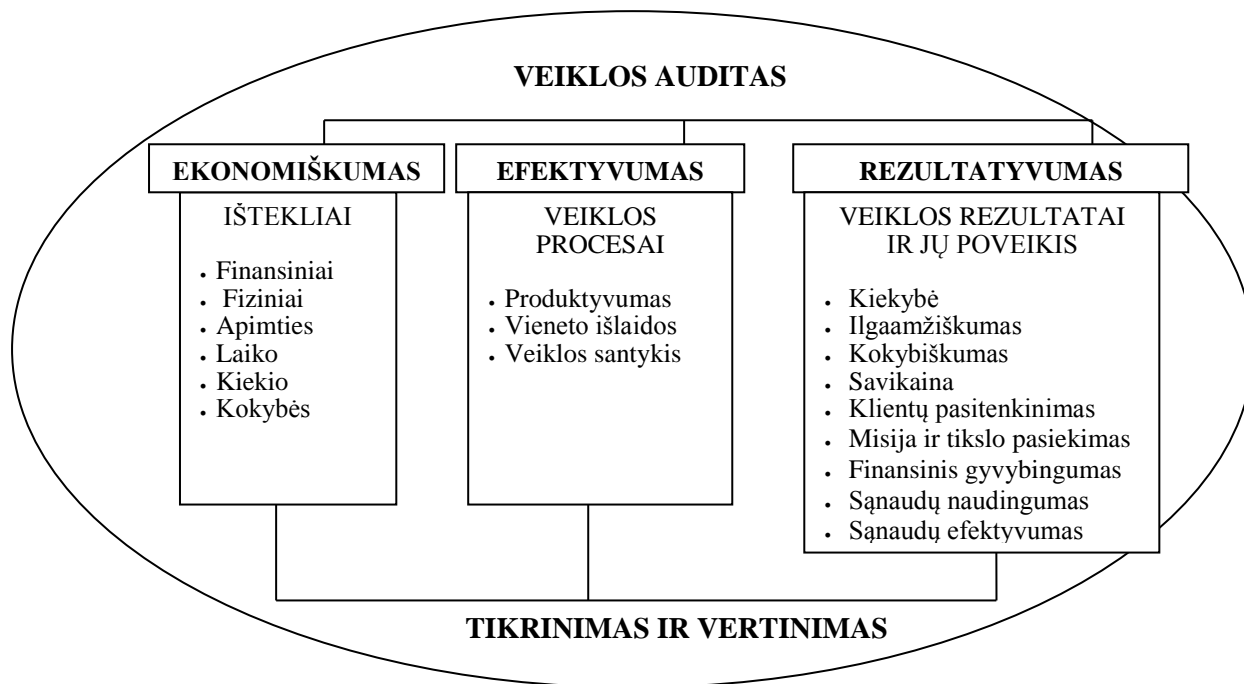 VEIKLOS AUDITAS
EKONOMIŠKUMAS
IŠTEKLIAI
• Finansiniai
• Fiziniai
• Apimties
• Laiko
• Kiekio
• Kokybės
EFEKTYVUMAS
VEIKLOS
PROCESAI
• Produktyvumas
• Vieneto išlaidos
• Veiklos santykis
REZULTATYVUMAS
VEIKLOS REZULTATAI
IR JŲ POVEIKIS
• Kiekybė
• Ilgaamžiškumas
• Kokybiškumas
• Savikaina
• Klientų pasitenkinimas
• Misija ir tikslo pasiekimas
• Finansinis gyvybingumas
• Sąnaudų naudingumas
• Sąnaudų efektyvumas
TIKRINIMAS IR VERTINIMAS